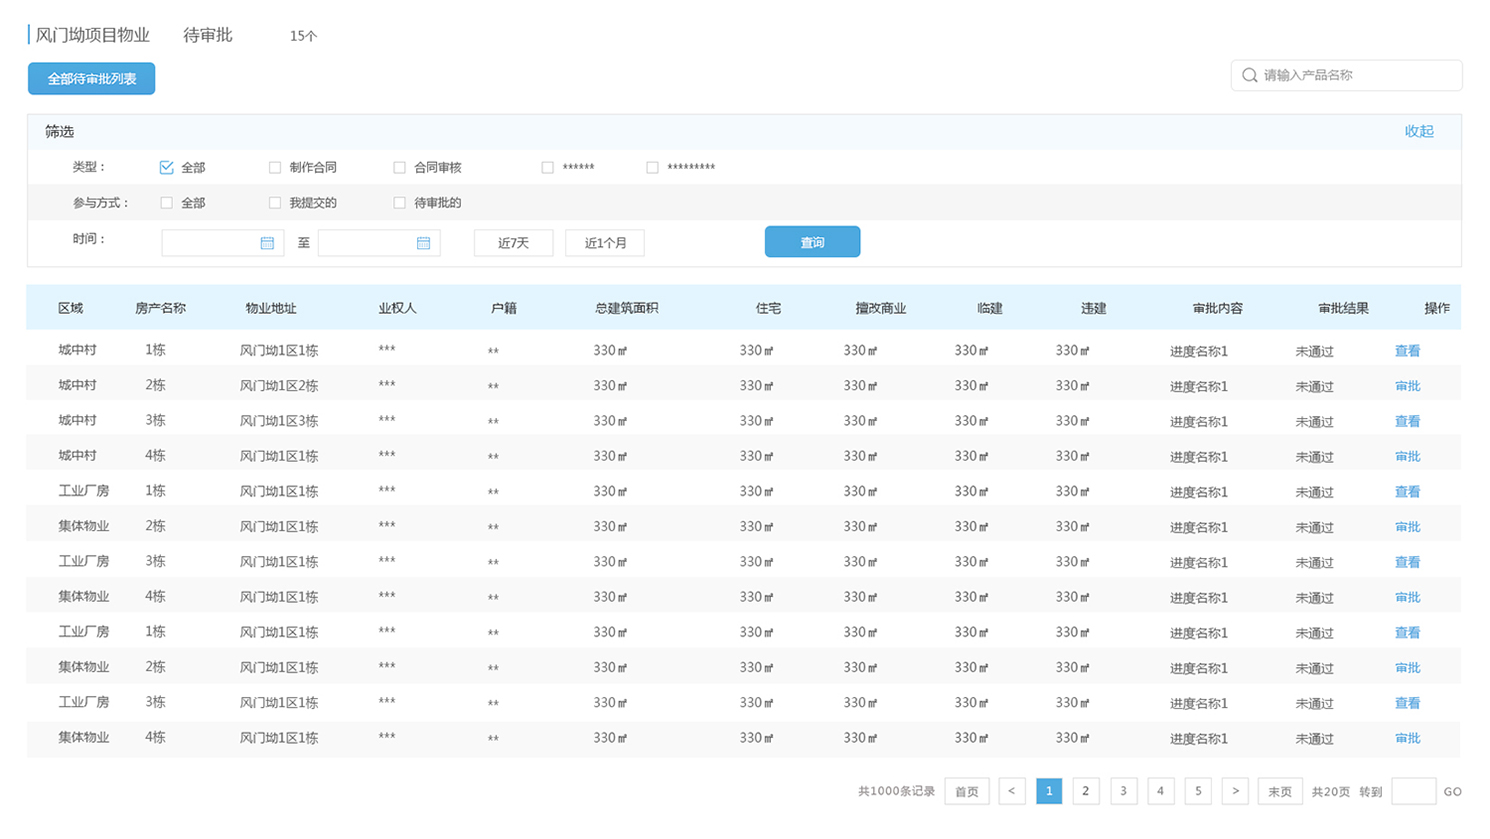 风门坳项目物业 待审批 15个
全部待审批列表 请输入产品名称
筛选 收起
类型： 全部 制作合同 合同审核 ****** *********
参与方式： 全部 我提交的 待审批的
时间： 至 近7天 近1个月 查询
区域 房产名称 物业地址 业权人 户籍 总建筑面积 住宅 擅改商业 临建 违建 审批内容 审批结果 操作
城中村 1栋 风门坳1区1栋 *** ** 330㎡ 330㎡ 330㎡ 330㎡ 330㎡ 进度名称1 未通过 查看
城中村 2栋 风门坳1区2栋 *** ** 330㎡ 330㎡ 330㎡ 330㎡ 330㎡ 进度名称1 未通过 审批
城中村 3栋 风门坳1区3栋 *** ** 330㎡ 330㎡ 330㎡ 330㎡ 330㎡ 进度名称1 未通过 查看
城中村 4栋 风门坳1区1栋 *** ** 330㎡ 330㎡ 330㎡ 330㎡ 330㎡ 进度名称1 未通过 审批
工业厂房 1栋 风门坳1区1栋 *** ** 330㎡ 330㎡ 330㎡ 330㎡ 330㎡ 进度名称1 未通过 查看
集体物业 2栋 风门坳1区1栋 *** ** 330㎡ 330㎡ 330㎡ 330㎡ 330㎡ 进度名称1 未通过 审批
工业厂房 3栋 风门坳1区1栋 *** ** 330㎡ 330㎡ 330㎡ 330㎡ 330㎡ 进度名称1 未通过 查看
集体物业 4栋 风门坳1区1栋 *** ** 330㎡ 330㎡ 330㎡ 330㎡ 330㎡ 进度名称1 未通过 审批
工业厂房 1栋 风门坳1区1栋 *** ** 330㎡ 330㎡ 330㎡ 330㎡ 330㎡ 进度名称1 未通过 查看
集体物业 2栋 风门坳1区1栋 *** ** 330㎡ 330㎡ 330㎡ 330㎡ 330㎡ 进度名称1 未通过 审批
工业厂房 3栋 风门坳1区1栋 *** ** 330㎡ 330㎡ 330㎡ 330㎡ 330㎡ 进度名称1 未通过 查看
集体物业 4栋 风门坳1区1栋 *** ** 330㎡ 330㎡ 330㎡ 330㎡ 330㎡ 进度名称1 未通过 审批
共1000条记录 首页 < 1 2 3 4 5 > 末页 共20页 转到 GO